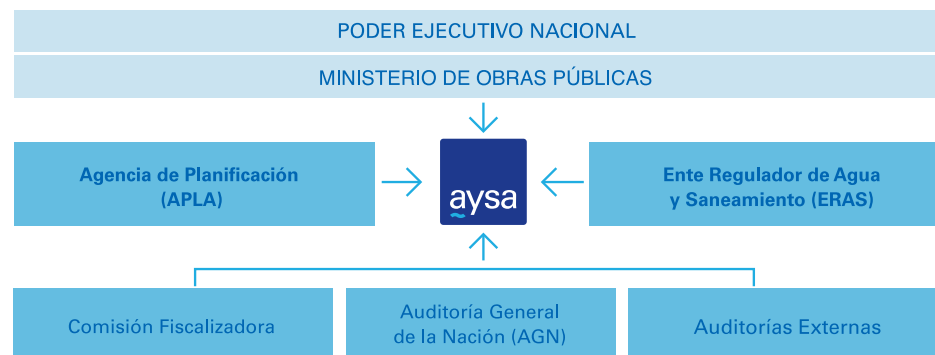 PODER EJECUTIVO NACIONAL
MINISTERIO DE OBRAS PÚBLICAS
Agencia de Planificación
(APLA)
aysa
Ente Regulador de Agua
y Saneamiento (ERAS)
Comisión Fiscalizadora
Auditoría General
de la Nación (AGN)
Auditorías Externas